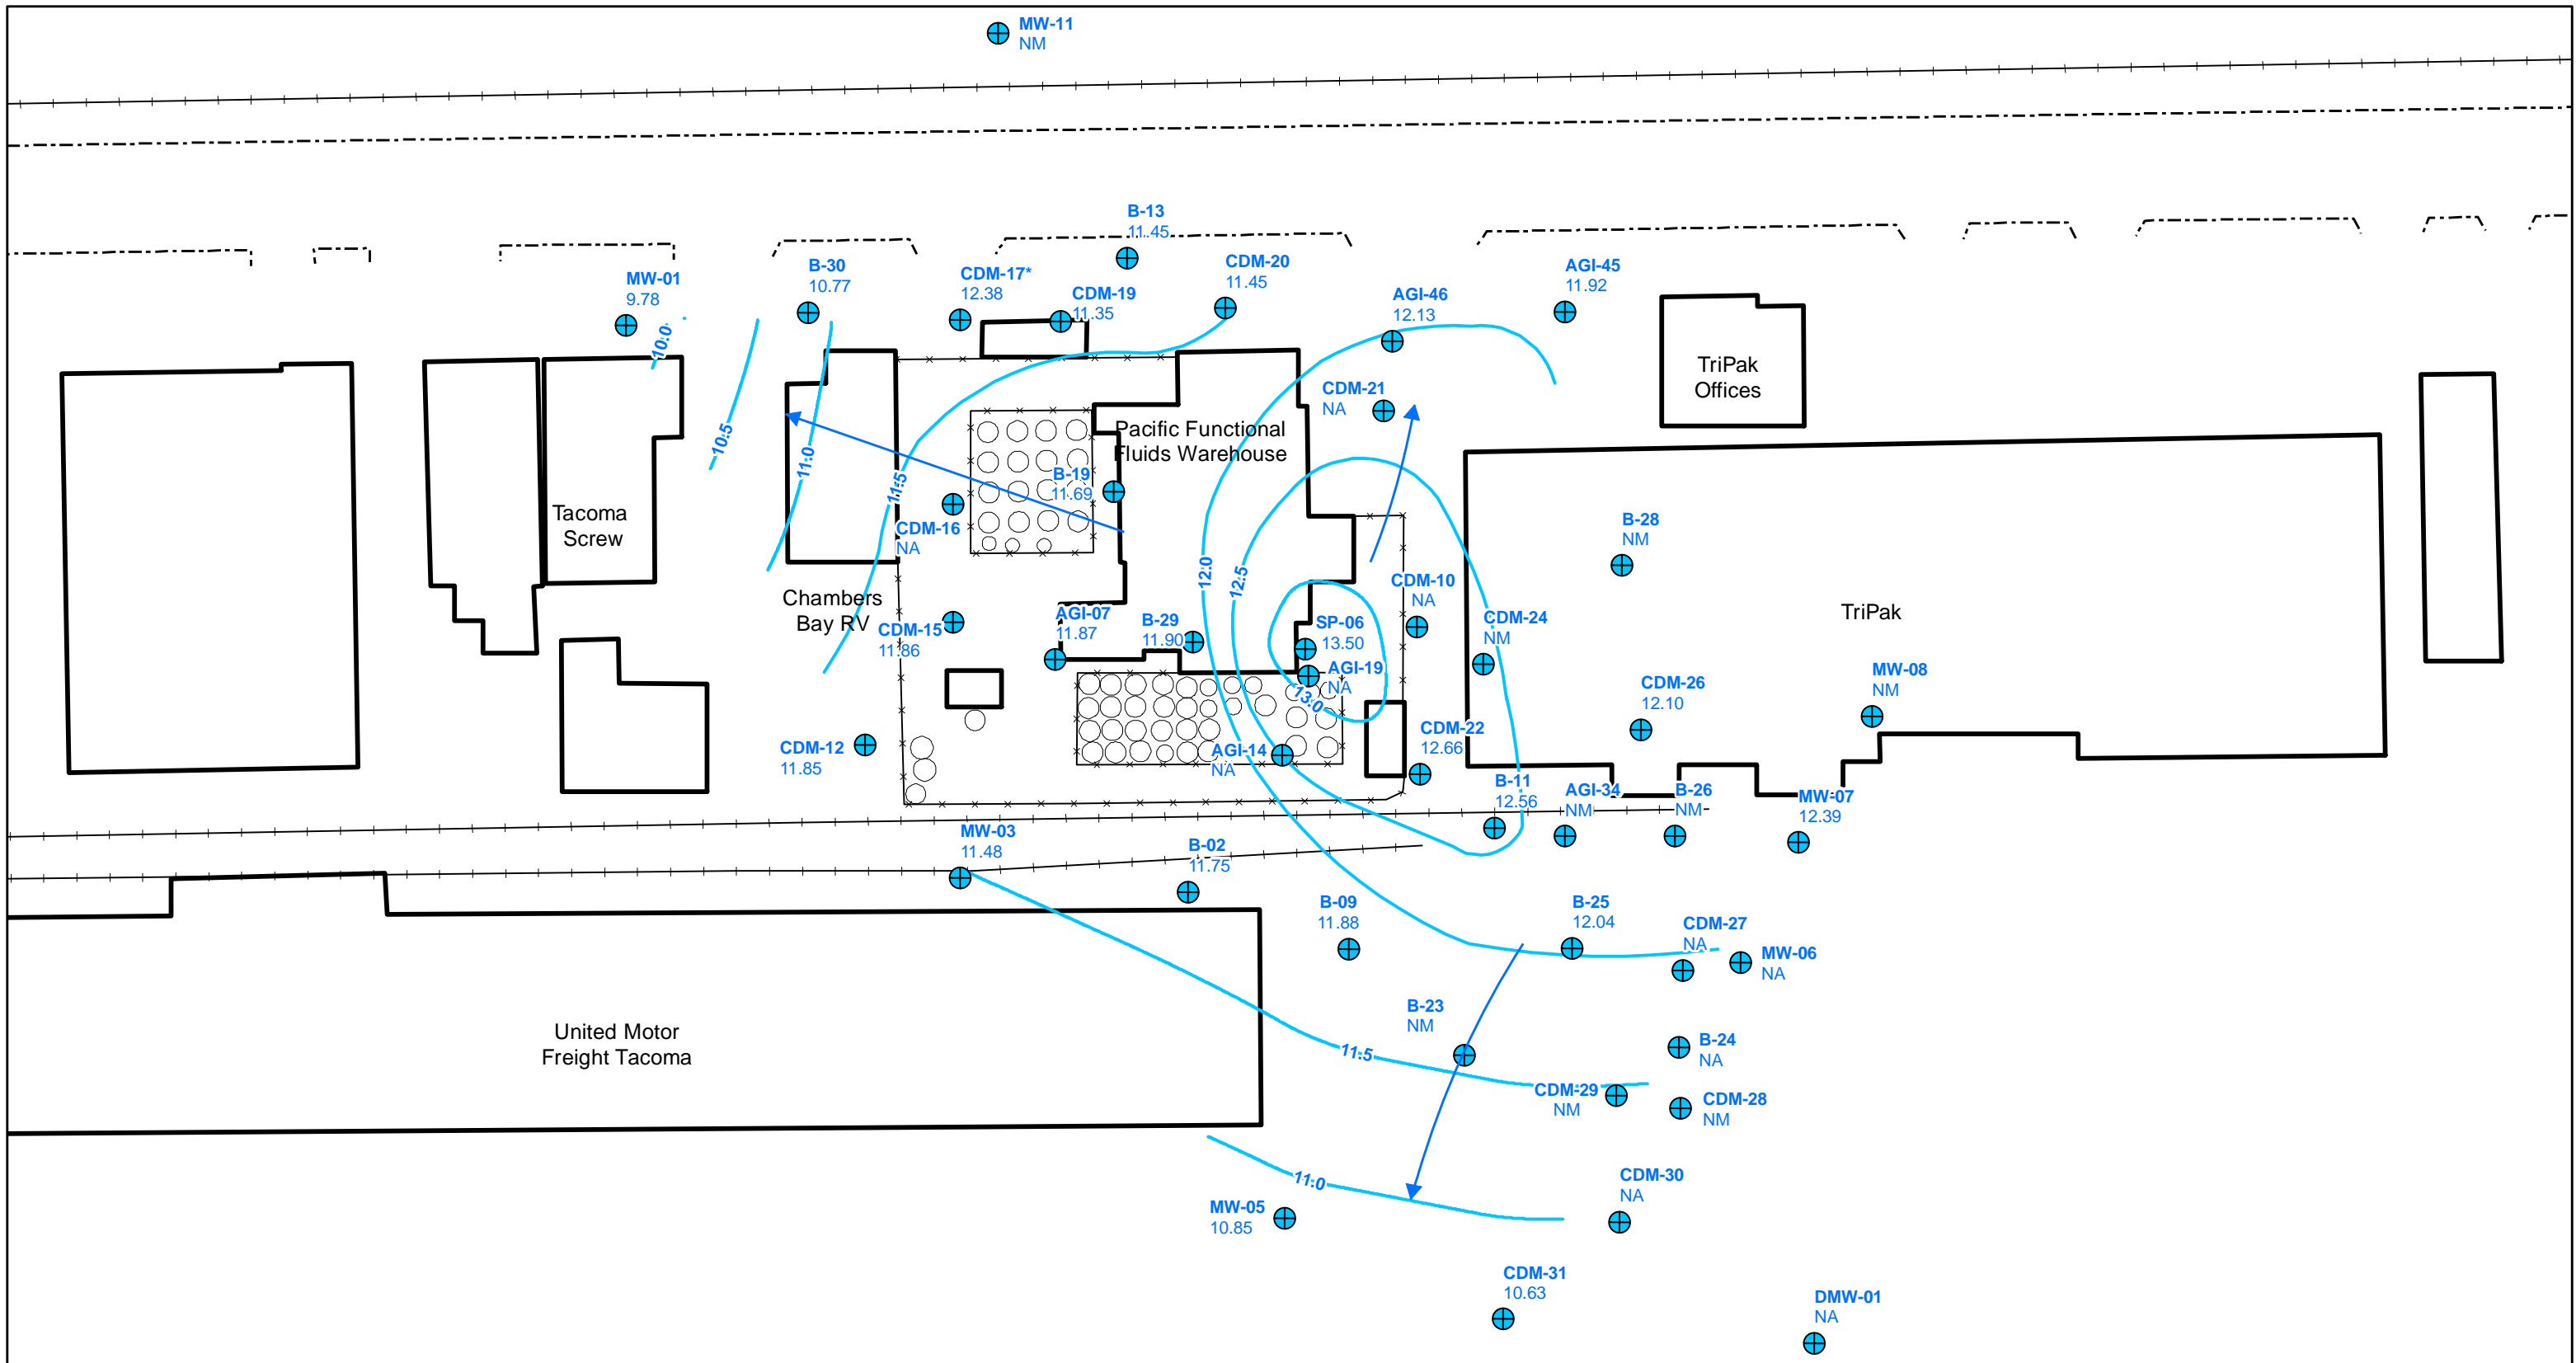 MW-11
NM
B-13
11.45
MW-01
9.78
B-30
10.77
CDM-17*
12.38
CDM-19
11.35
CDM-20
11.45
AGI-46
12.13
AGI-45
11.92
10.0
TriPak
Offices
CDM-21
NA
10.5
11.0
11.5
Pacific Functional
Fluids Warehouse
B-19
11.69
Tacoma
Screw
CDM-16
NA
B-28
NM
12.0
12.5
CDM-10
NA
Chambers
Bay RV
CDM-15
11.86
AGI-07
11.87
B-29
11.90
SP-06
13.50
CDM-24
NM
TriPak
AGI-19
NA
13.0
CDM-26
12.10
MW-08
NM
CDM-12
11.85
AGI-14
NA
CDM-22
12.66
B-11
12.56
AGI-34
NM
B-26
NM
MW-07
12.39
MW-03
11.48
B-02
11.75
B-09
11.88
B-25
12.04
CDM-27
NA
MW-06
NA
B-23
NM
United Motor
Freight Tacoma
11.5
B-24
NA
CDM-29
NM
CDM-28
NM
11.0
CDM-30
NA
MW-05
10.85
CDM-31
10.63
DMW-01
NA